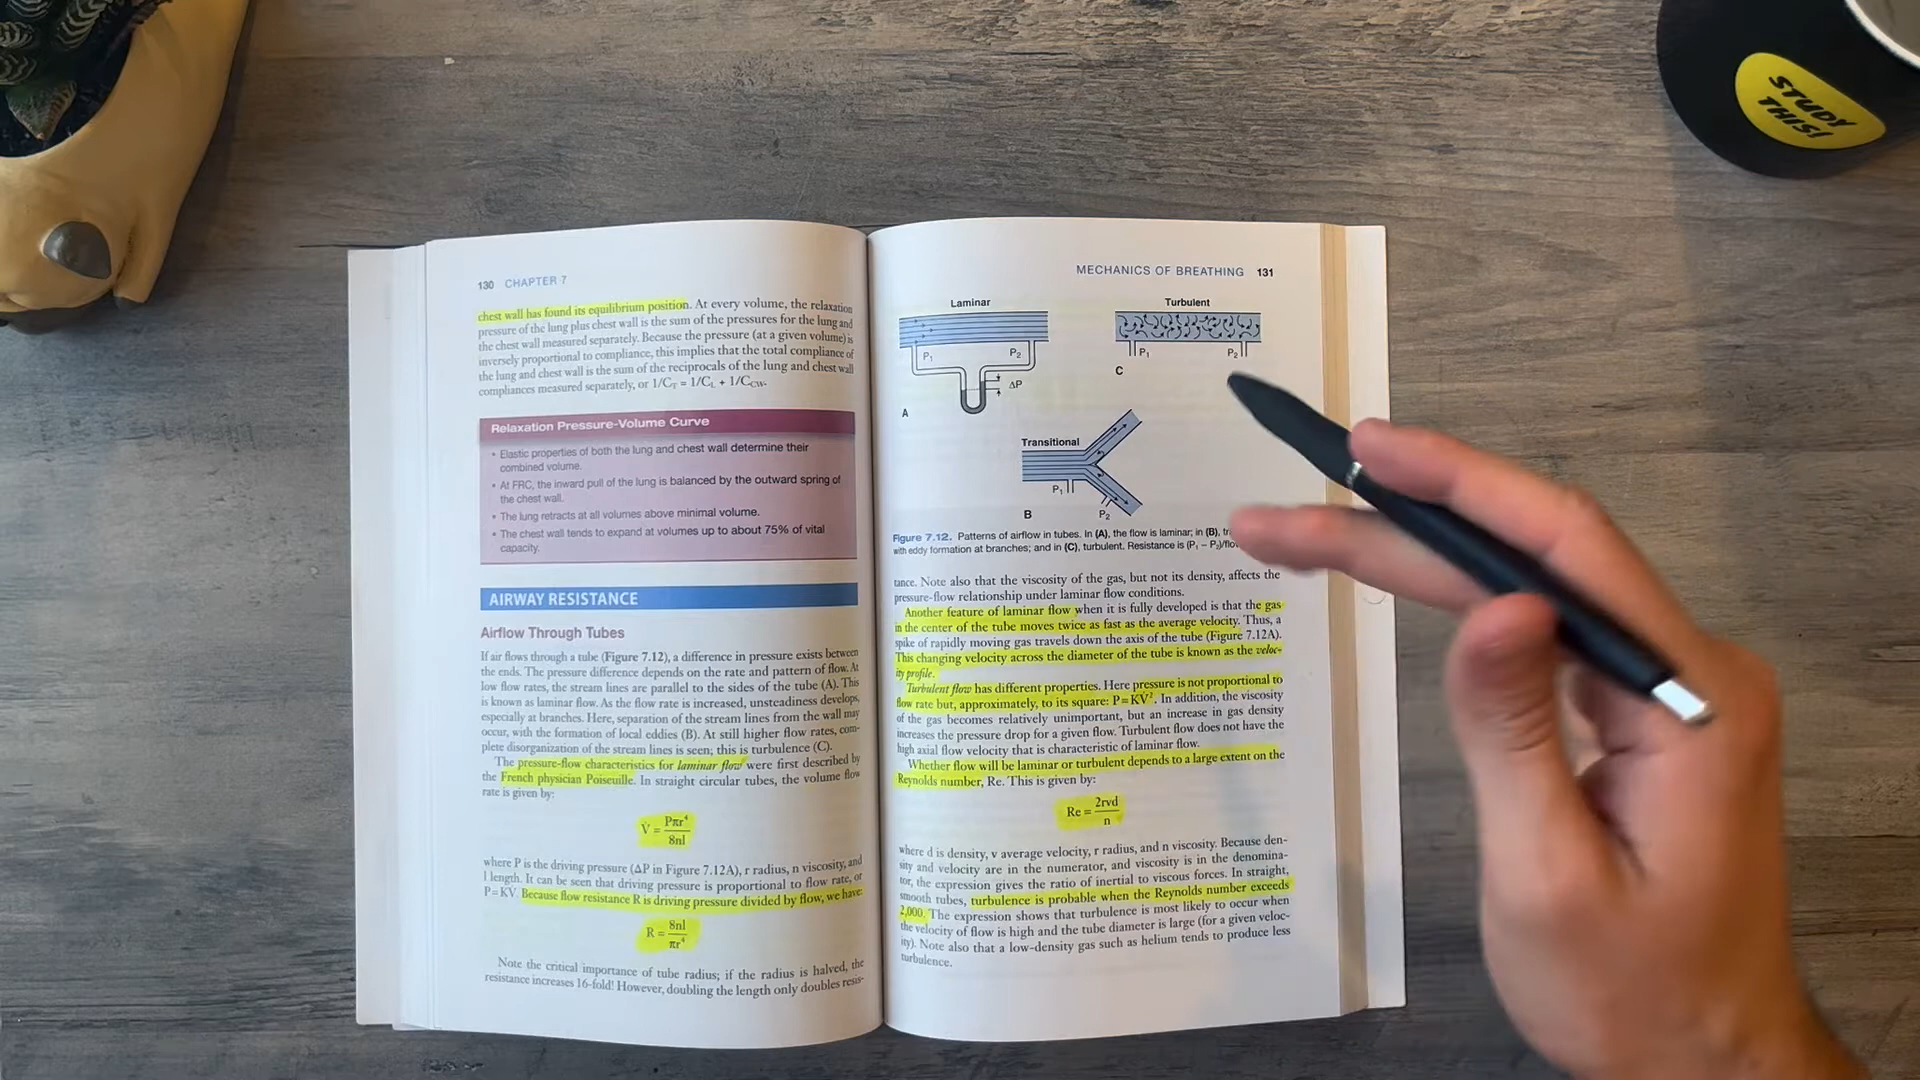 STUDY
THIS!
130 CHAPTER 7
chest wall has found its equilibrium position. At every volume, the relaxation
pressure of the lung plus chest wall is the sum of the pressures for the lung and
the chest wall measured separately. Because the pressure (at a given volume) is
inversely proportional to compliance, this implies that the total compliance of
the lung and chest wall is the sum of the reciprocals of the lung and chest wall
compliances measured separately, or 1/C_T = 1/C_L + 1/C_CW.
Relaxation Pressure-Volume Curve
• Elastic properties of both the lung and chest wall determine their
combined volume.
• At FRC, the inward pull of the lung is balanced by the outward spring of
the chest wall.
• The lung retracts at all volumes above minimal volume.
• The chest wall tends to expand at volumes up to about 75% of vital
capacity.
AIRWAY RESISTANCE
Airflow Through Tubes
If air flows through a tube (Figure 7.12), a difference in pressure exists between
the ends. The pressure difference depends on the rate and pattern of flow. At
low flow rates, the stream lines are parallel to the sides of the tube (A). This
is known as laminar flow. As the flow rate is increased, unsteadiness develops,
especially at branches. Here, separation of the stream lines from the wall may
occur, with the formation of local eddies (B). At still higher flow rates, com-
plete disorganization of the stream lines is seen; this is turbulence (C).
The pressure-flow characteristics for laminar flow were first described by
the French physician Poiseuille. In straight circular tubes, the volume flow
rate is given by:
V̇ = Pπr⁴/8nl
where P is the driving pressure (ΔP in Figure 7.12A), r radius, n viscosity, and
l length. It can be seen that driving pressure is proportional to flow rate, or
P=KV̇. Because flow resistance R is driving pressure divided by flow, we have:
R = 8nl/πr⁴
Note the critical importance of tube radius; if the radius is halved, the
resistance increases 16-fold! However, doubling the length only doubles resis-
MECHANICS OF BREATHING 131
Laminar
Turbulent
P₁ P₂
P₁ P₂
ΔP
C
A
Transitional
P₁
B
P₂
Figure 7.12. Patterns of airflow in tubes. In (A), the flow is laminar; in (B),
with eddy formation at branches; and in (C), turbulent. Resistance is (P₁ − P₂)/
tance. Note also that the viscosity of the gas, but not its density, affects the
pressure-flow relationship under laminar flow conditions.
Another feature of laminar flow when it is fully developed is that the gas
in the center of the tube moves twice as fast as the average velocity. Thus, a
spike of rapidly moving gas travels down the axis of the tube (Figure 7.12A).
This changing velocity across the diameter of the tube is known as the veloc-
ity profile.
Turbulent flow has different properties. Here pressure is not proportional to
flow rate but, approximately, to its square: P=KV̇². In addition, the viscosity
of the gas becomes relatively unimportant, but an increase in gas density
increases the pressure drop for a given flow. Turbulent flow does not have the
high axial flow velocity that is characteristic of laminar flow.
Whether flow will be laminar or turbulent depends to a large extent on the
Reynolds number, Re. This is given by:
Re = 2rvd/n
where d is density, v average velocity, r radius, and n viscosity. Because den-
sity and velocity are in the numerator, and viscosity is in the denomina-
tor, the expression gives the ratio of inertial to viscous forces. In straight,
smooth tubes, turbulence is probable when the Reynolds number exceeds
2,000. The expression shows that turbulence is most likely to occur when
the velocity of flow is high and the tube diameter is large (for a given veloc-
ity). Note also that a low-density gas such as helium tends to produce less
turbulence.